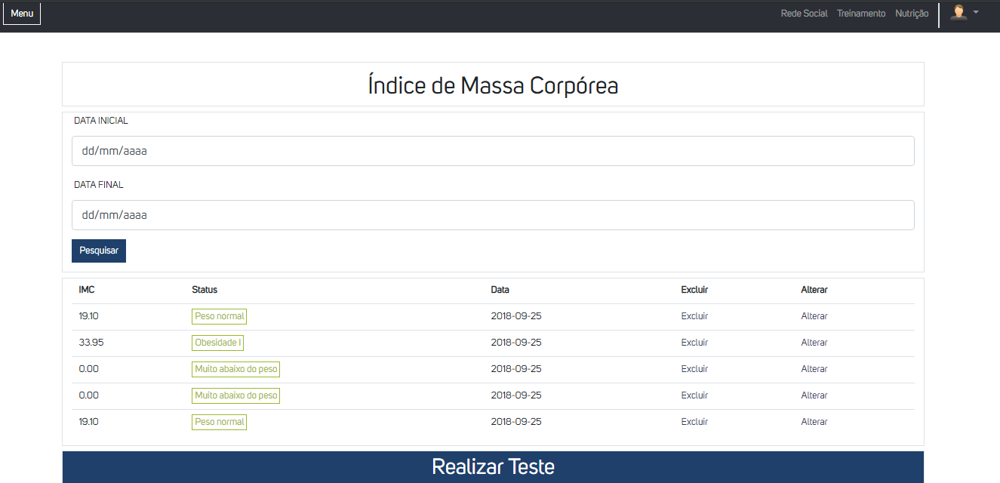 Menu Rede Social Treinamento Nutrição
Índice de Massa Corpórea
DATA INICIAL
dd/mm/aaaa
DATA FINAL
dd/mm/aaaa
Pesquisar
IMC Status Data Excluir Alterar
19.10 Peso normal 2018-09-25 Excluir Alterar
33.95 Obesidade I 2018-09-25 Excluir Alterar
0.00 Muito abaixo do peso 2018-09-25 Excluir Alterar
0.00 Muito abaixo do peso 2018-09-25 Excluir Alterar
19.10 Peso normal 2018-09-25 Excluir Alterar
Realizar Teste